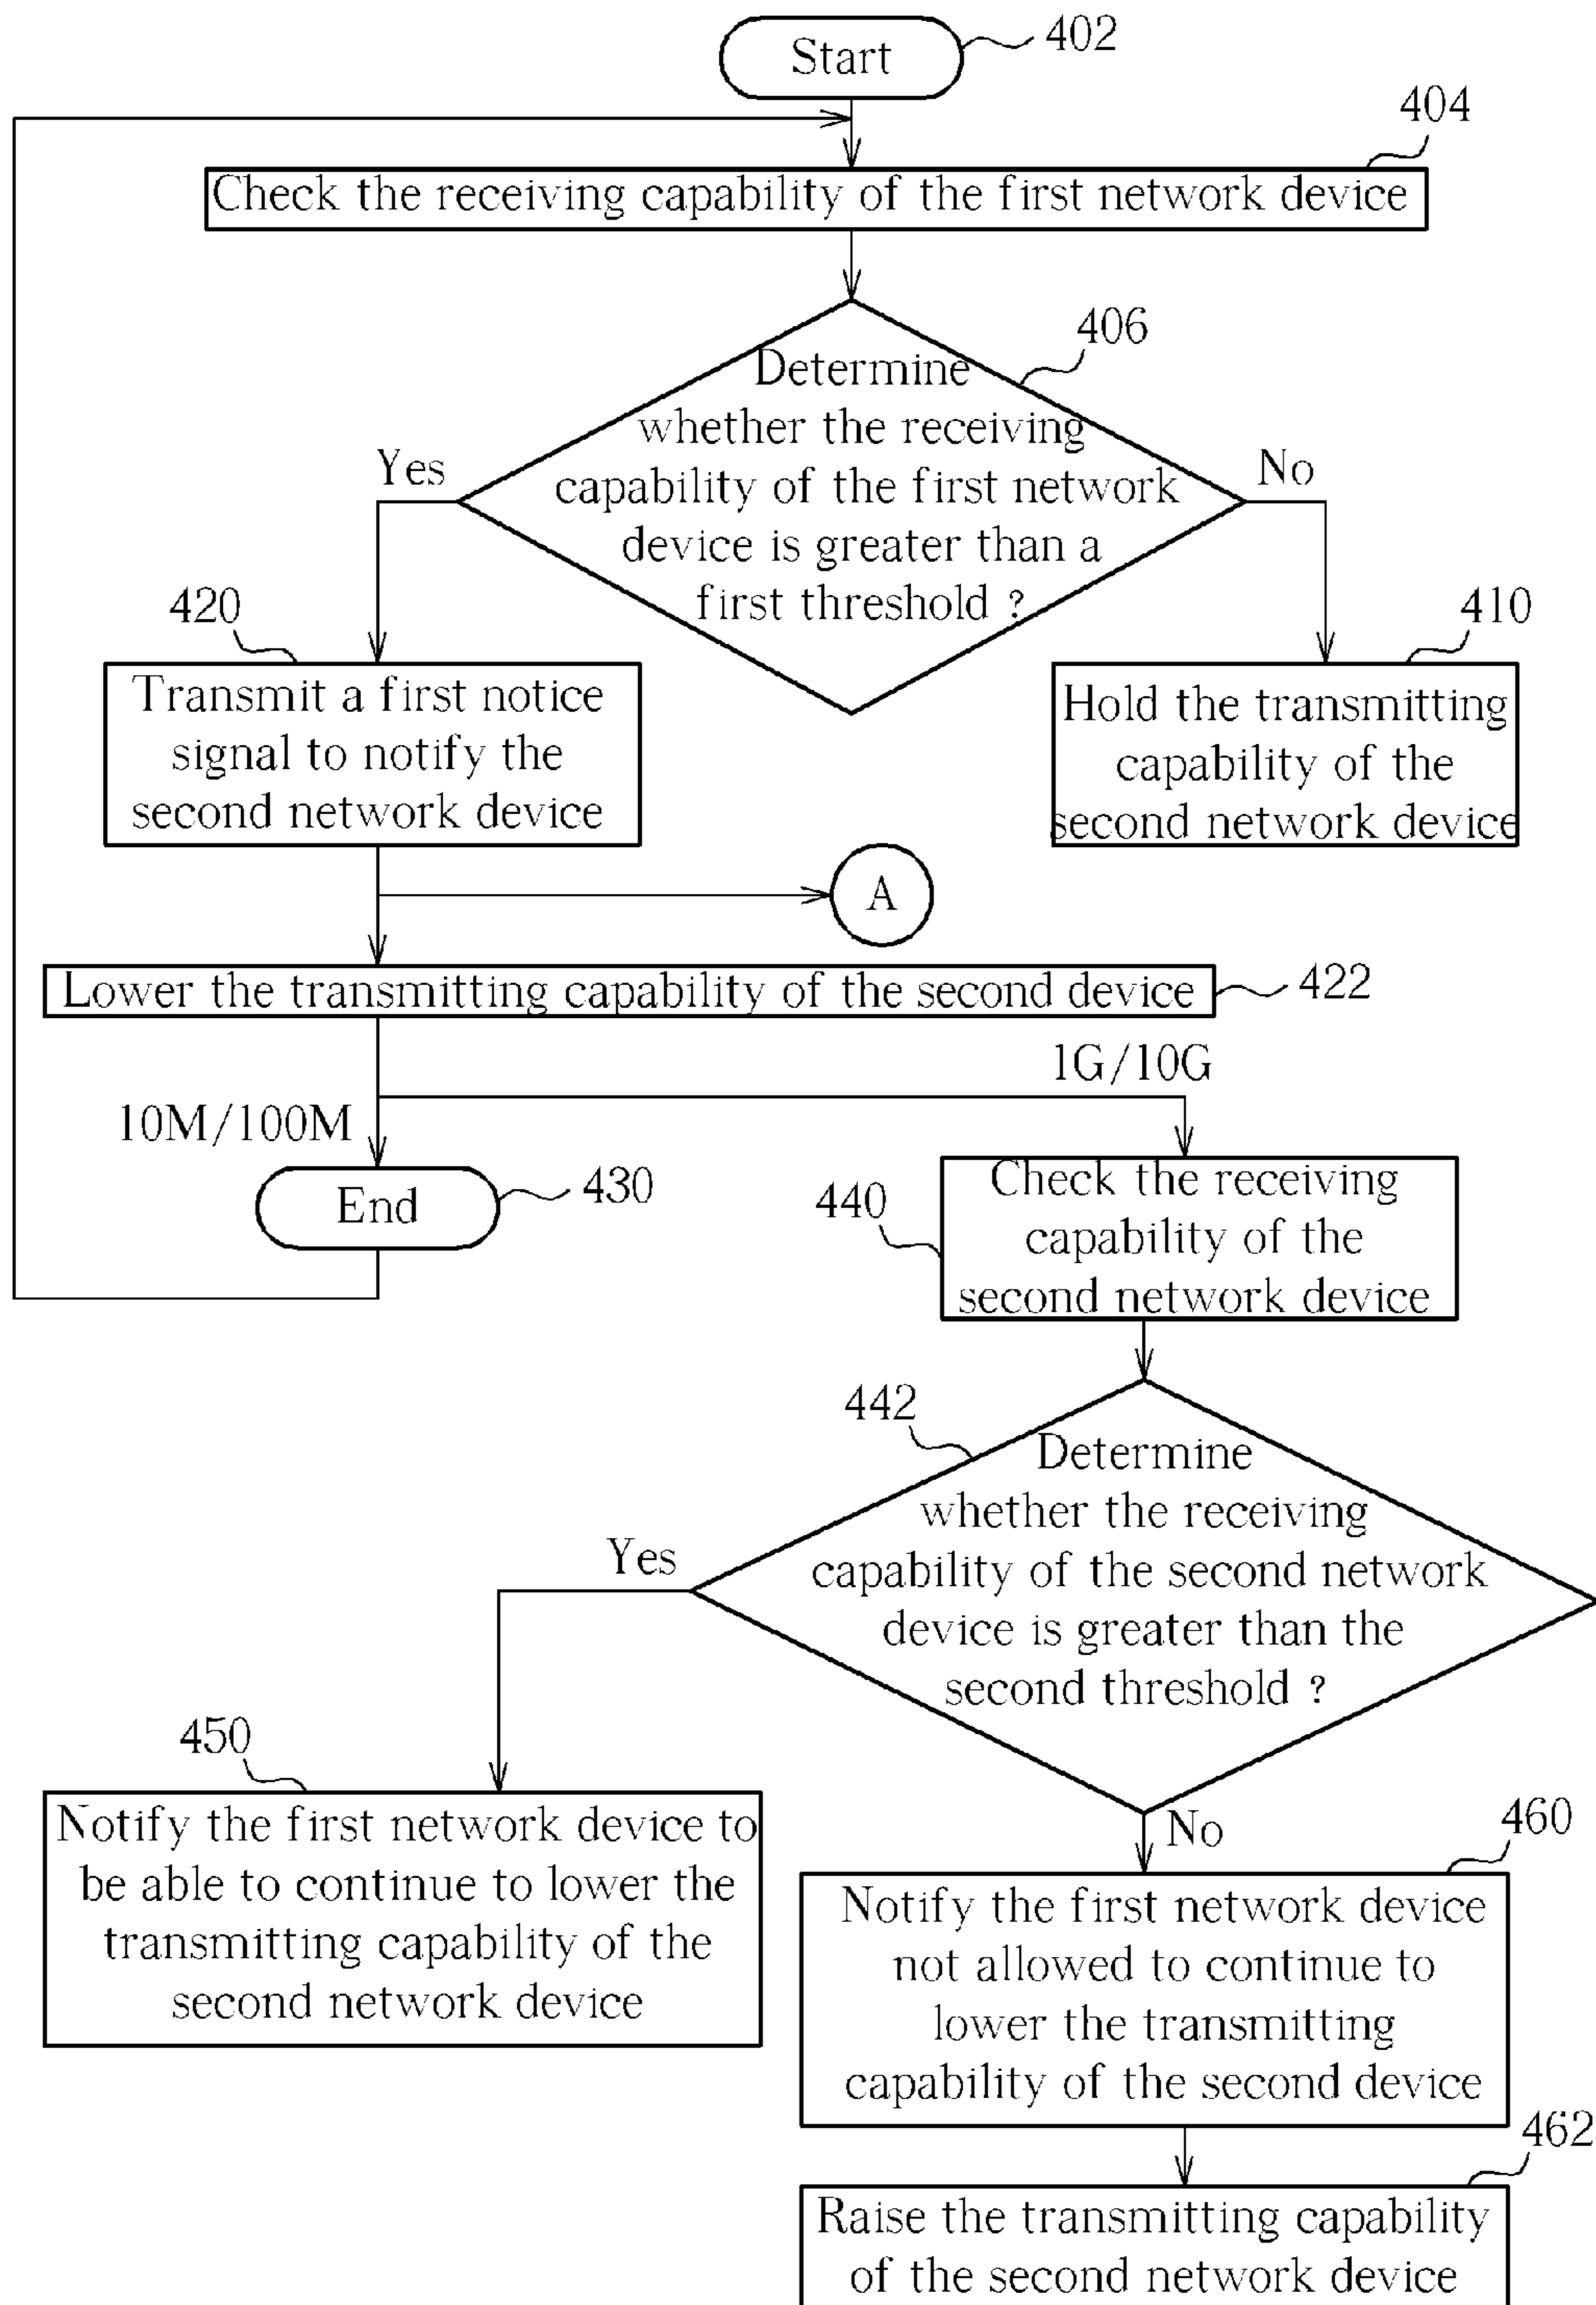 Start
402
404
Check the receiving capability of the first network device
406
Determine
whether the receiving
capability of the first network
device is greater than a
first threshold ?
Yes
No
420
Transmit a first notice
signal to notify the
second network device
410
Hold the transmitting
capability of the
second network device
A
Lower the transmitting capability of the second device
422
1G/10G
10M/100M
End
430
440
Check the receiving
capability of the
second network device
442
Determine
whether the receiving
capability of the second network
device is greater than the
second threshold ?
Yes
No
450
Notify the first network device to
be able to continue to lower the
transmitting capability of the
second network device
460
Notify the first network device
not allowed to continue to
lower the transmitting
capability of the second device
462
Raise the transmitting capability
of the second network device